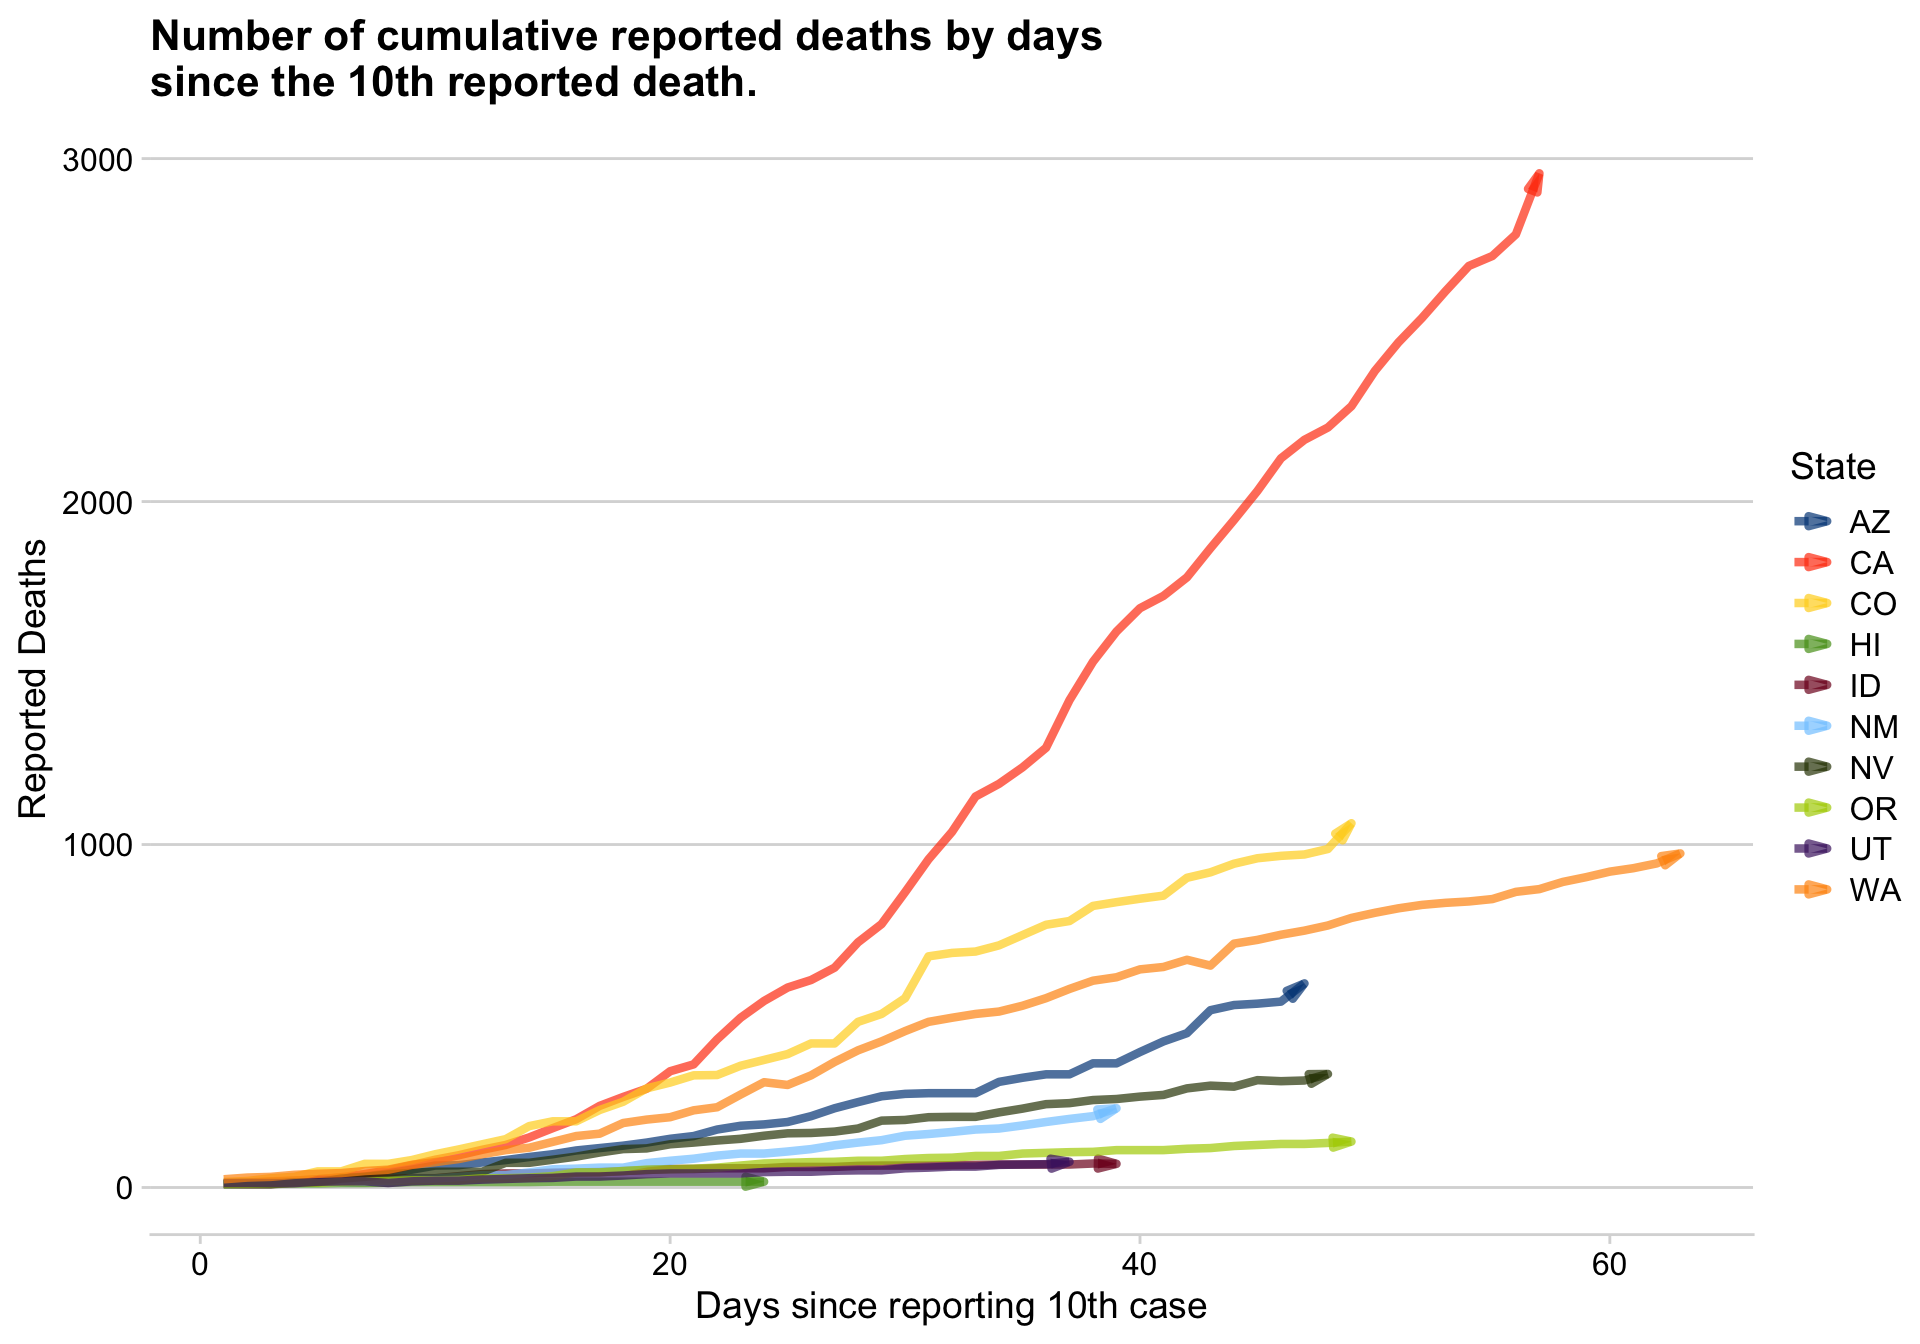 Number of cumulative reported deaths by days
since the 10th reported death.
3000
2000
1000
0
Reported Deaths
0 20 40 60
Days since reporting 10th case
State
AZ
CA
CO
HI
ID
NM
NV
OR
UT
WA